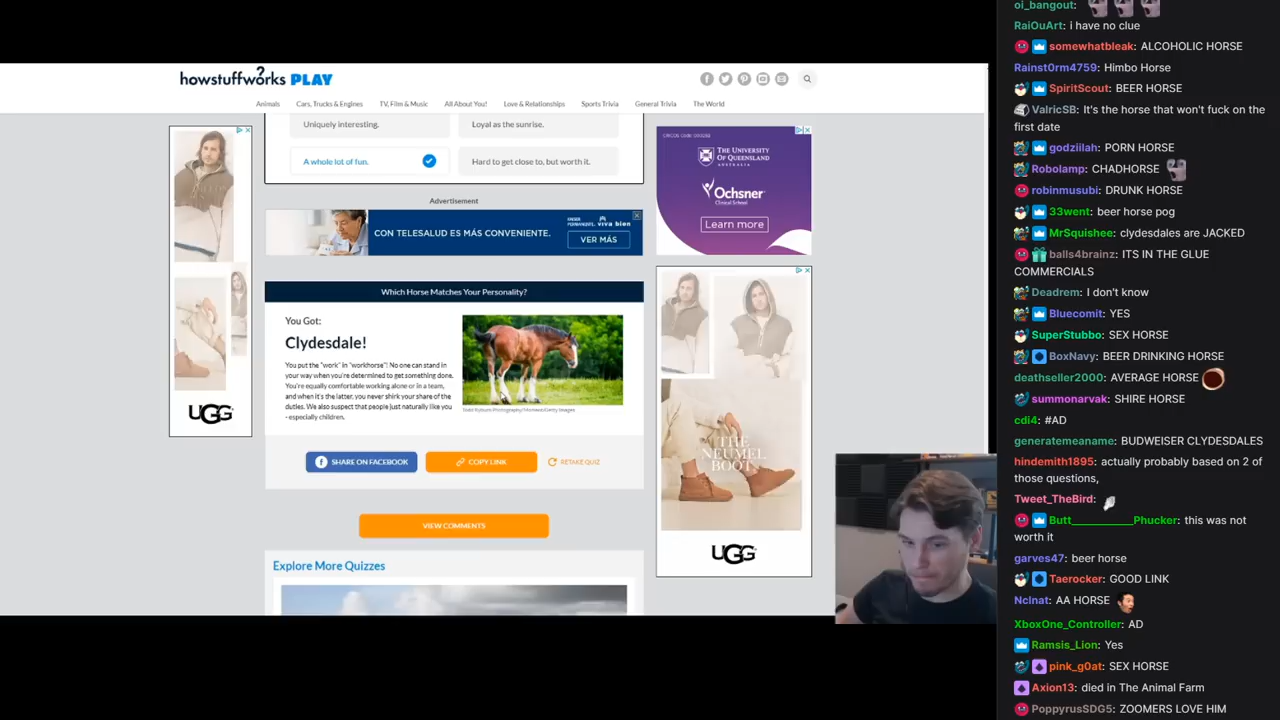 howstuffworks PLAY
Animals Cars, Trucks & Engines TV, Film & Music All About You! Love & Relationships Sports Trivia General Trivia The World
Uniquely interesting. Loyal as the sunrise.
A whole lot of fun. Hard to get close to, but worth it.
Advertisement
CON TELESALUD ES MÁS CONVENIENTE.
viva bien
VER MÁS
Which Horse Matches Your Personality?
You Got:
Clydesdale!
You put the "work" in "workhorse"! No one can stand in
your way when you're determined to get something done.
You're equally comfortable working alone or in a team,
and when it's the latter, you never shirk your share of the
duties. We also suspect that people just naturally like you
- especially children.
SHARE ON FACEBOOK COPY LINK RETAKE QUIZ
VIEW COMMENTS
Explore More Quizzes
UGG
THE UNIVERSITY
OF QUEENSLAND
AUSTRALIA
Ochsner
Clinical School
Learn more
THE
NEUMEL
BOOT
UGG
oi_bangout:
RaiOuArt: i have no clue
somewhatbleak: ALCOHOLIC HORSE
Rainst0rm4759: Himbo Horse
SpiritScout: BEER HORSE
ValricSB: It's the horse that won't fuck on the
first date
godziilah: PORN HORSE
Robolamp: CHADHORSE
robinmusubi: DRUNK HORSE
33went: beer horse pog
MrSquishee: clydesdales are JACKED
balls4brainz: ITS IN THE GLUE
COMMERCIALS
Deadrem: I don't know
Bluecomit: YES
SuperStubbo: SEX HORSE
BoxNavy: BEER DRINKING HORSE
deathseller2000: AVERAGE HORSE
summonarvak: SHIRE HORSE
cdi4: #AD
generatemeaname: BUDWEISER CLYDESDALES
hindemith1895: actually probably based on 2 of
those questions,
Tweet_TheBird:
Butt__________Phucker: this was not
worth it
garves47: beer horse
Taerocker: GOOD LINK
Nclnat: AA HORSE
XboxOne_Controller: AD
Ramsis_Lion: Yes
pink_g0at: SEX HORSE
Axion13: died in The Animal Farm
PoppyrusSDG5: ZOOMERS LOVE HIM